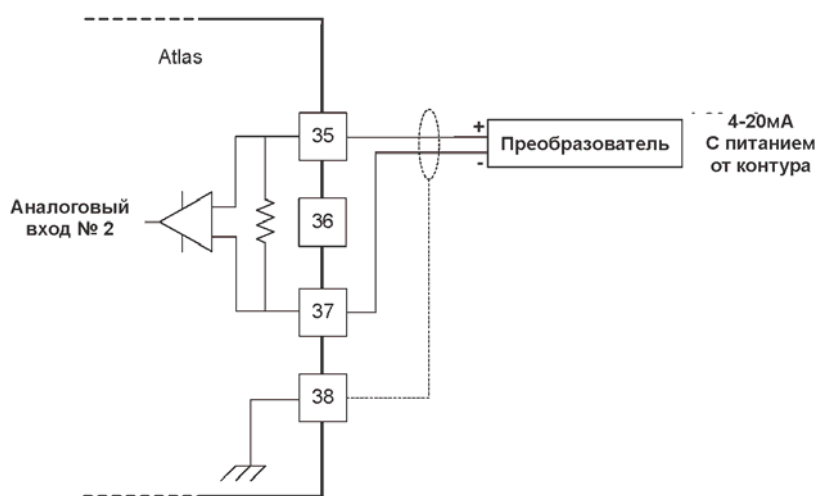 Atlas
35
+
-
Преобразователь
4-20мА
С питанием
от контура
36
Аналоговый
вход № 2
37
38